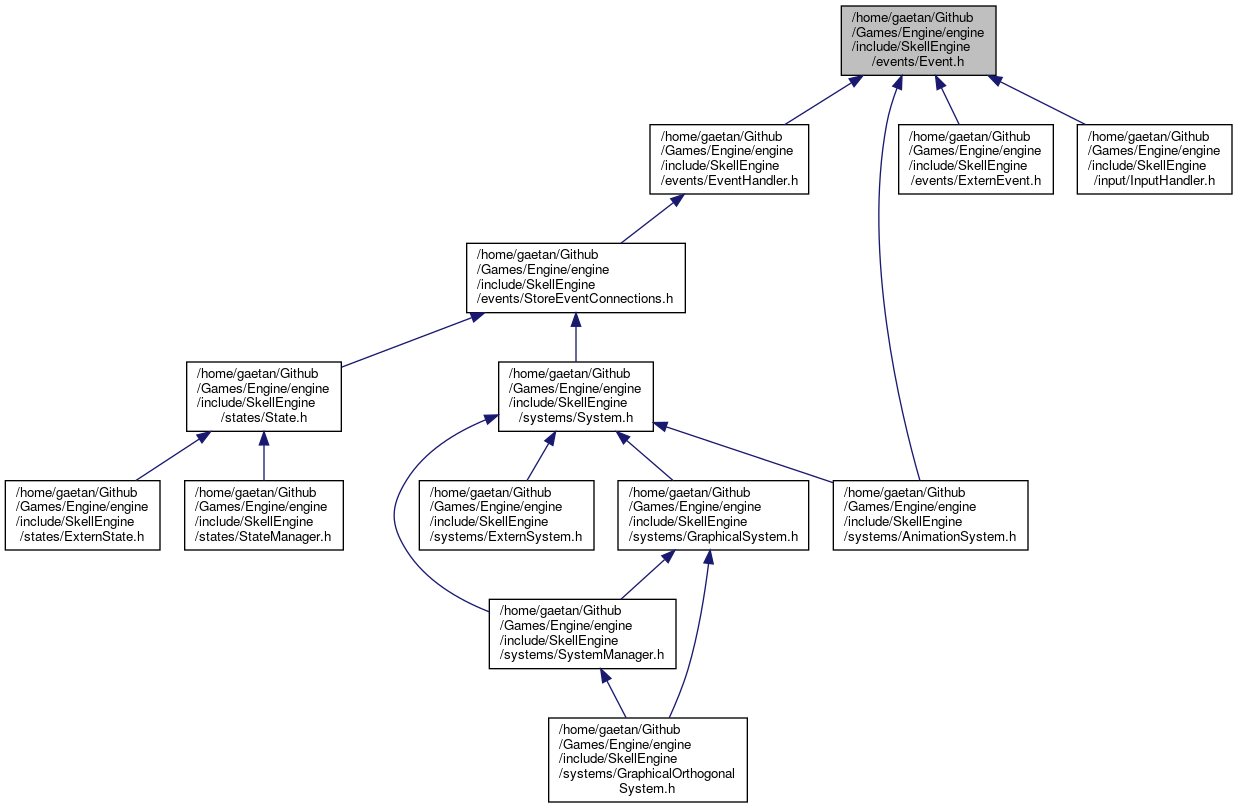 /home/gaetan/Github
/Games/Engine/engine
/include/SkellEngine
/events/Event.h
/home/gaetan/Github
/Games/Engine/engine
/include/SkellEngine
/events/EventHandler.h
/home/gaetan/Github
/Games/Engine/engine
/include/SkellEngine
/events/ExternEvent.h
/home/gaetan/Github
/Games/Engine/engine
/include/SkellEngine
/input/InputHandler.h
/home/gaetan/Github
/Games/Engine/engine
/include/SkellEngine
/events/StoreEventConnections.h
/home/gaetan/Github
/Games/Engine/engine
/include/SkellEngine
/states/State.h
/home/gaetan/Github
/Games/Engine/engine
/include/SkellEngine
/systems/System.h
/home/gaetan/Github
/Games/Engine/engine
/include/SkellEngine
/states/ExternState.h
/home/gaetan/Github
/Games/Engine/engine
/include/SkellEngine
/states/StateManager.h
/home/gaetan/Github
/Games/Engine/engine
/include/SkellEngine
/systems/ExternSystem.h
/home/gaetan/Github
/Games/Engine/engine
/include/SkellEngine
/systems/GraphicalSystem.h
/home/gaetan/Github
/Games/Engine/engine
/include/SkellEngine
/systems/AnimationSystem.h
/home/gaetan/Github
/Games/Engine/engine
/include/SkellEngine
/systems/SystemManager.h
/home/gaetan/Github
/Games/Engine/engine
/include/SkellEngine
/systems/GraphicalOrthogonal
System.h